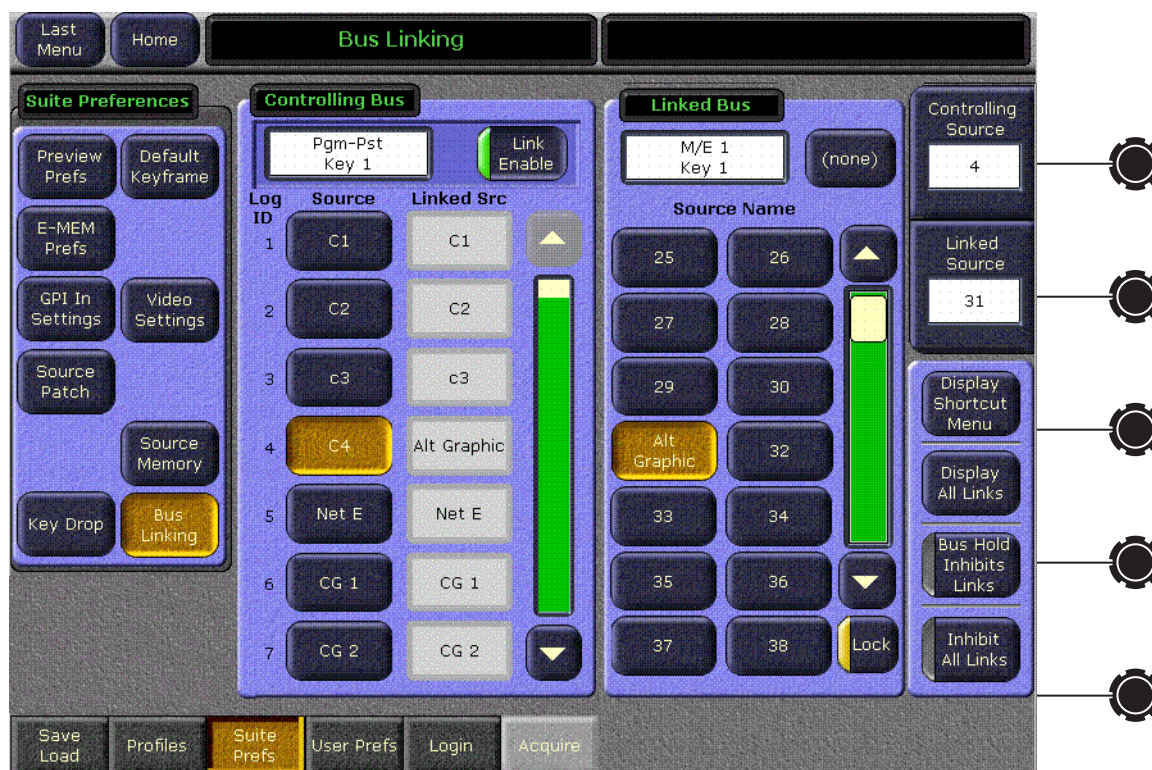 Last
Menu
Home
Bus Linking
Suite Preferences
Preview
Prefs
Default
Keyframe
E-MEM
Prefs
GPI In
Settings
Video
Settings
Source
Patch
Source
Memory
Key Drop
Bus
Linking
Controlling Bus
Pgm-Pst
Key 1
Link
Enable
Log
ID
Source
Linked Src
1
C1
C1
2
C2
C2
3
c3
c3
4
C4
Alt Graphic
5
Net E
Net E
6
CG 1
CG 1
7
CG 2
CG 2
Linked Bus
M/E 1
Key 1
(none)
Source Name
25
26
27
28
29
30
Alt
Graphic
32
33
34
35
36
37
38
Lock
Controlling
Source
4
Linked
Source
31
Display
Shortcut
Menu
Display
All Links
Bus Hold
Inhibits
Links
Inhibit
All Links
Save
Load
Profiles
Suite
Prefs
User Prefs
Login
Acquire